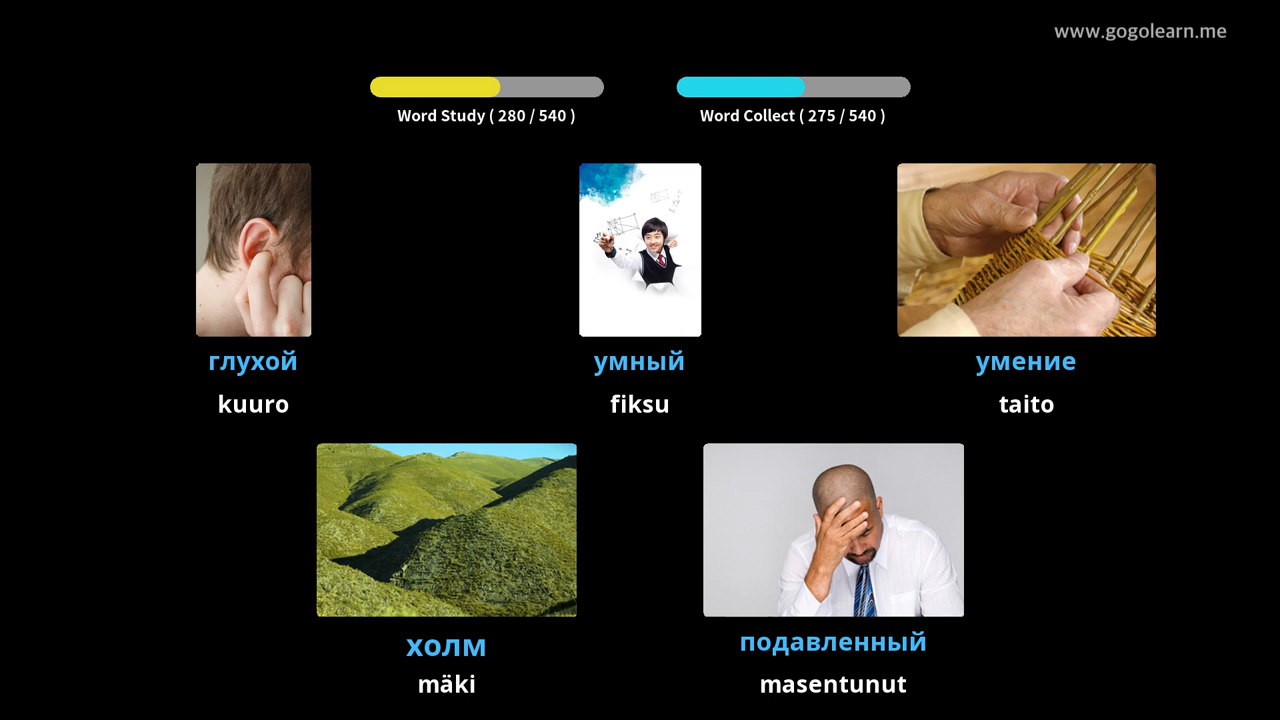 www.gogolearn.me
Word Study ( 280 / 540 )
Word Collect ( 275 / 540 )
глухой
умный
умение
kuuro
fiksu
taito
холм
подавленный
mäki
masentunut